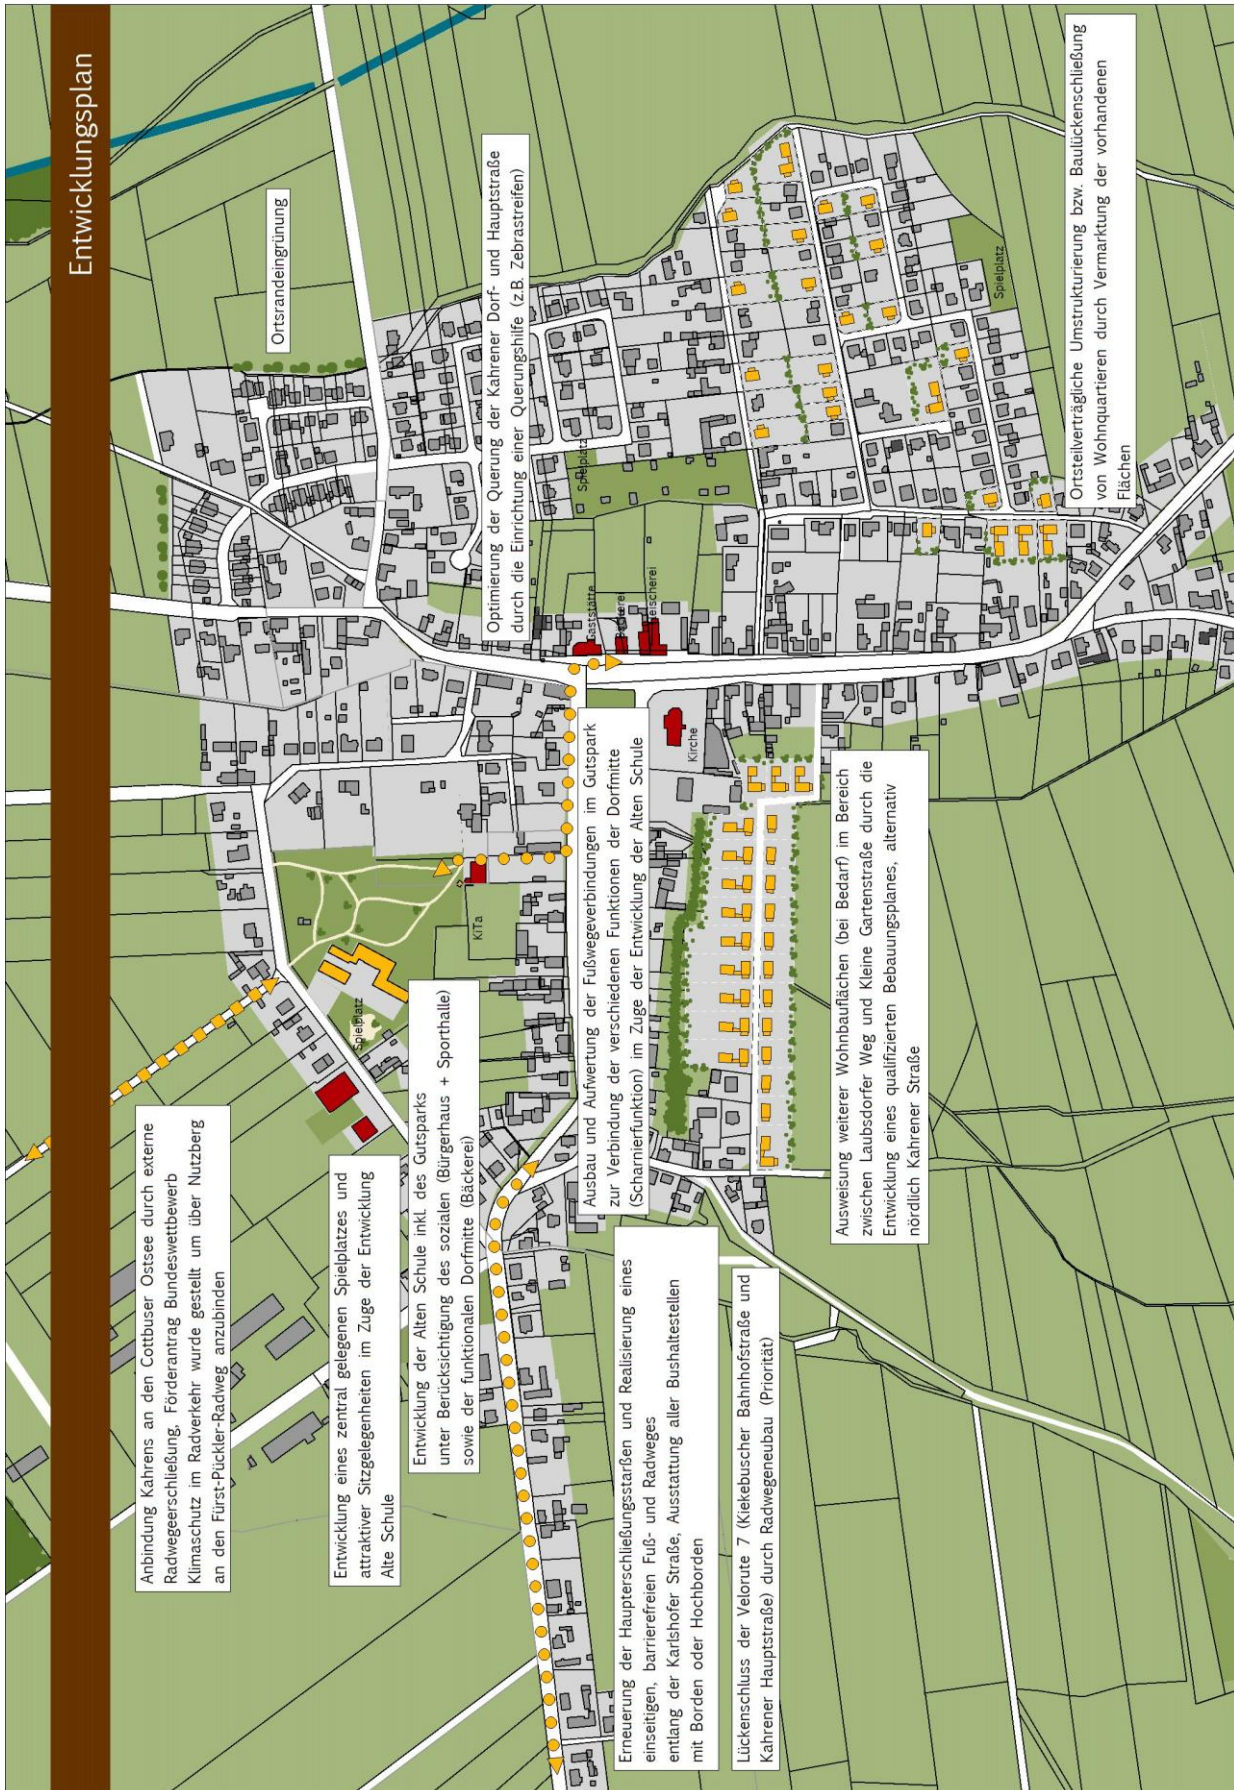 Entwicklungsplan
Anbindung Kahrens an den Cottbuser Ostsee durch externe
Radwegeerschließung, Förderantrag Bundeswettbewerb
Klimaschutz im Radverkehr wurde gestellt um über Nutzberg
an den Fürst-Pückler-Radweg anzubinden
Entwicklung eines zentral gelegenen Spielplatzes und
attraktiver Sitzgelegenheiten im Zuge der Entwicklung
Alte Schule
Entwicklung der Alten Schule inkl. des Gutsparks
unter Berücksichtigung des sozialen (Bürgerhaus + Sporthalle)
sowie der funktionalen Dorfmitte (Bäckerei)
Spielplatz
KiTa
Ortsrandeingrünung
Optimierung der Querung der Kahrener Dorf- und Hauptstraße
durch die Einrichtung einer Querungshilfe (z.B. Zebrastreifen)
Spielplatz
Gaststätte
Kirche
Ausbau und Aufwertung der Fußwegeverbindungen im Gutspark
zur Verbindung der verschiedenen Funktionen der Dorfmitte
(Scharnierfunktion) im Zuge der Entwicklung der Alten Schule
Erneuerung der Haupterschließungsstarßen und Realisierung eines
einseitigen, barrierefreien Fuß- und Radweges
entlang der Karlshofer Straße, Ausstattung aller Bushaltestellen
mit Borden oder Hochborden
Lückenschluss der Velorute 7 (Kiekebuscher Bahnhofstraße und
Kahrener Hauptstraße) durch Radwegeneubau (Priorität)
Ausweisung weiterer Wohnbauflächen (bei Bedarf) im Bereich
zwischen Laubsdorfer Weg und Kleine Gartenstraße durch die
Entwicklung eines qualifizierten Bebauungsplanes, alternativ
nördlich Kahrener Straße
Spielplatz
Ortsteilverträgliche Umstrukturierung bzw. Baulückenschließung
von Wohnquartieren durch Vermarktung der vorhandenen
Flächen